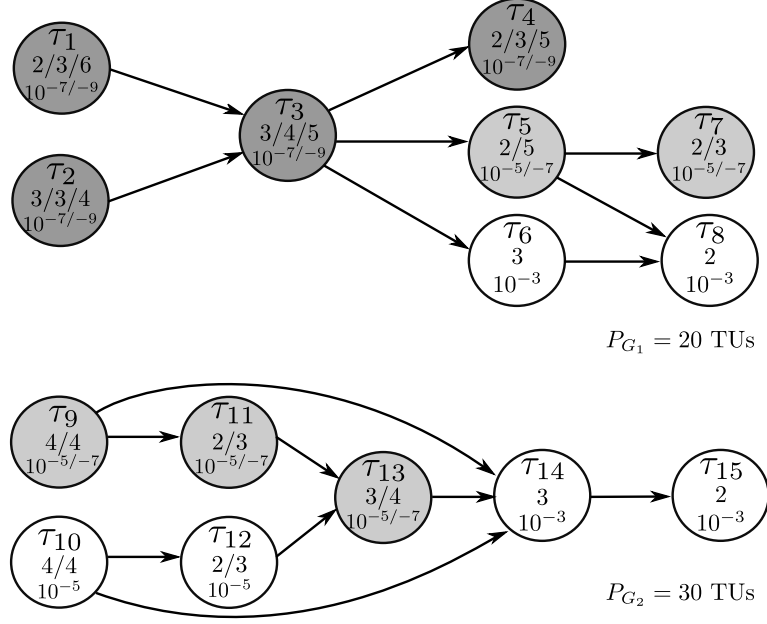 τ₁
2/3/6
10⁻⁷/⁻⁹
τ₂
3/3/4
10⁻⁷/⁻⁹
τ₃
3/4/5
10⁻⁷/⁻⁹
τ₄
2/3/5
10⁻⁷/⁻⁹
τ₅
2/5
10⁻⁵/⁻⁷
τ₆
3
10⁻³
τ₇
2/3
10⁻⁵/⁻⁷
τ₈
2
10⁻³
P_G₁ = 20 TUs
τ₉
4/4
10⁻⁵/⁻⁷
τ₁₀
4/4
10⁻⁵
τ₁₁
2/3
10⁻⁵/⁻⁷
τ₁₂
2/3
10⁻⁵
τ₁₃
3/4
10⁻⁵/⁻⁷
τ₁₄
3
10⁻³
τ₁₅
2
10⁻³
P_G₂ = 30 TUs